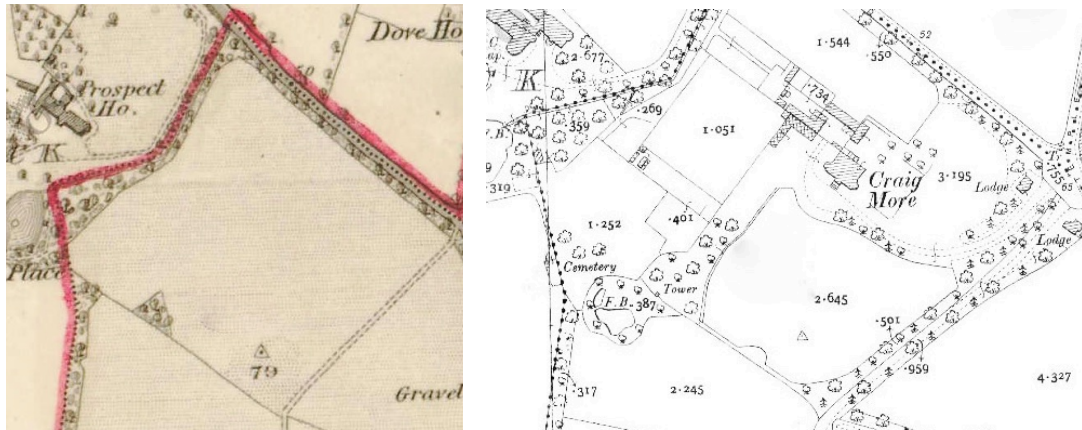 Dove Ho
50
Prospect
Ho.
K
Place
79
Gravel
2·677
K
·269
F.B.
359
319
1·051
·734
1·544
·550
52
3·195
Craig
More
Lodge
T.
·755
65
Lodge
1·252
·401
Cemetery
F.B.
·387
Tower
2·645
·501
·959
·317
2·245
4·327